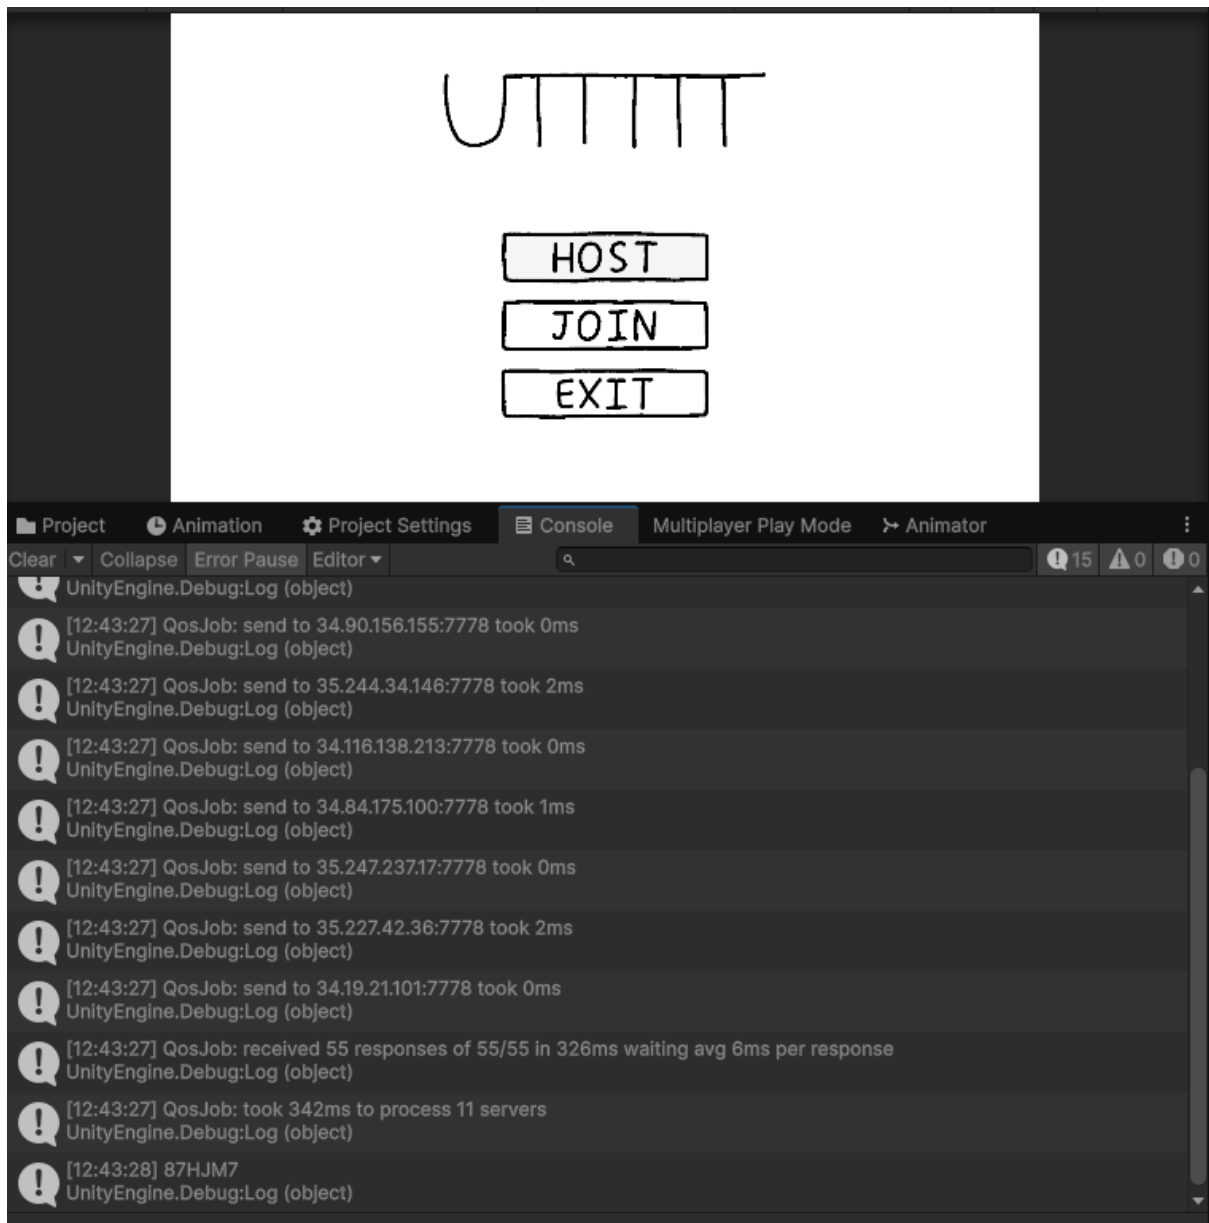 UTTTTT
HOST
JOIN
EXIT
Project Animation Project Settings Console Multiplayer Play Mode Animator
Clear Collapse Error Pause Editor 15 0 0
UnityEngine.Debug:Log (object)
[12:43:27] QosJob: send to 34.90.156.155:7778 took 0ms
UnityEngine.Debug:Log (object)
[12:43:27] QosJob: send to 35.244.34.146:7778 took 2ms
UnityEngine.Debug:Log (object)
[12:43:27] QosJob: send to 34.116.138.213:7778 took 0ms
UnityEngine.Debug:Log (object)
[12:43:27] QosJob: send to 34.84.175.100:7778 took 1ms
UnityEngine.Debug:Log (object)
[12:43:27] QosJob: send to 35.247.237.17:7778 took 0ms
UnityEngine.Debug:Log (object)
[12:43:27] QosJob: send to 35.227.42.36:7778 took 2ms
UnityEngine.Debug:Log (object)
[12:43:27] QosJob: send to 34.19.21.101:7778 took 0ms
UnityEngine.Debug:Log (object)
[12:43:27] QosJob: received 55 responses of 55/55 in 326ms waiting avg 6ms per response
UnityEngine.Debug:Log (object)
[12:43:27] QosJob: took 342ms to process 11 servers
UnityEngine.Debug:Log (object)
[12:43:28] 87HJM7
UnityEngine.Debug:Log (object)